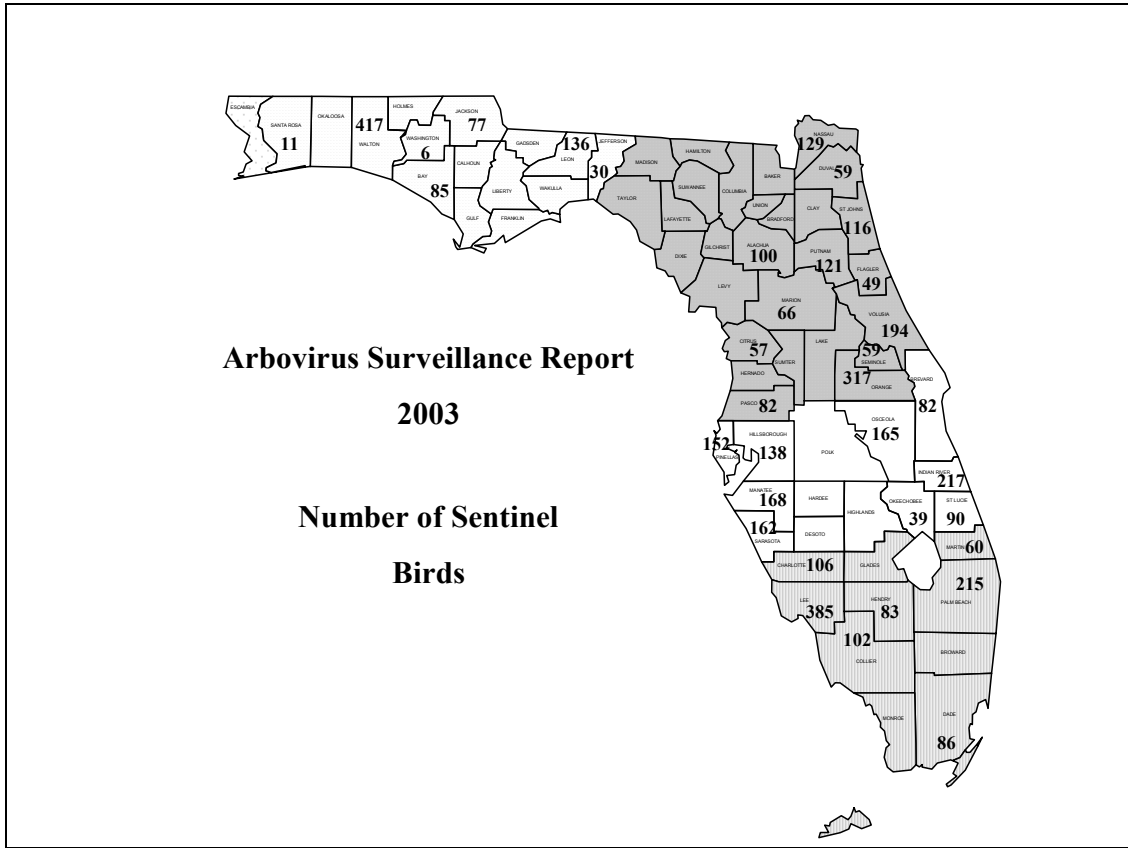 ESCAMBIA
SANTA ROSA
11
OKALOOSA
417
WALTON
HOLMES
WASHINGTON
6
JACKSON
77
BAY
85
CALHOUN
GULF
GADSDEN
LIBERTY
FRANKLIN
136
LEON
WAKULLA
JEFFERSON
30
MADISON
TAYLOR
HAMILTON
SUWANNEE
LAFAYETTE
DIXIE
COLUMBIA
GILCHRIST
BAKER
UNION
BRADFORD
ALACHUA
100
LEVY
NASSAU
129
DUVAL
59
CLAY
ST JOHNS
116
PUTNAM
121
FLAGLER
49
MARION
66
VOLUSIA
194
CITRUS
57
SUMTER
LAKE
59
SEMINOLE
317
ORANGE
HERNADO
PASCO
82
BREVARD
82
Arbovirus Surveillance Report
2003
Number of Sentinel
Birds
152
PINELLAS
HILLSBOROUGH
138
POLK
OSCEOLA
165
INDIAN RIVER
217
MANATEE
168
HARDEE
HIGHLANDS
OKEECHOBEE
39
ST LUCIE
90
162
SARASOTA
DESOTO
MARTIN
60
CHARLOTTE
106
GLADES
215
PALM BEACH
LEE
385
HENDRY
83
102
COLLIER
BROWARD
MONROE
DADE
86